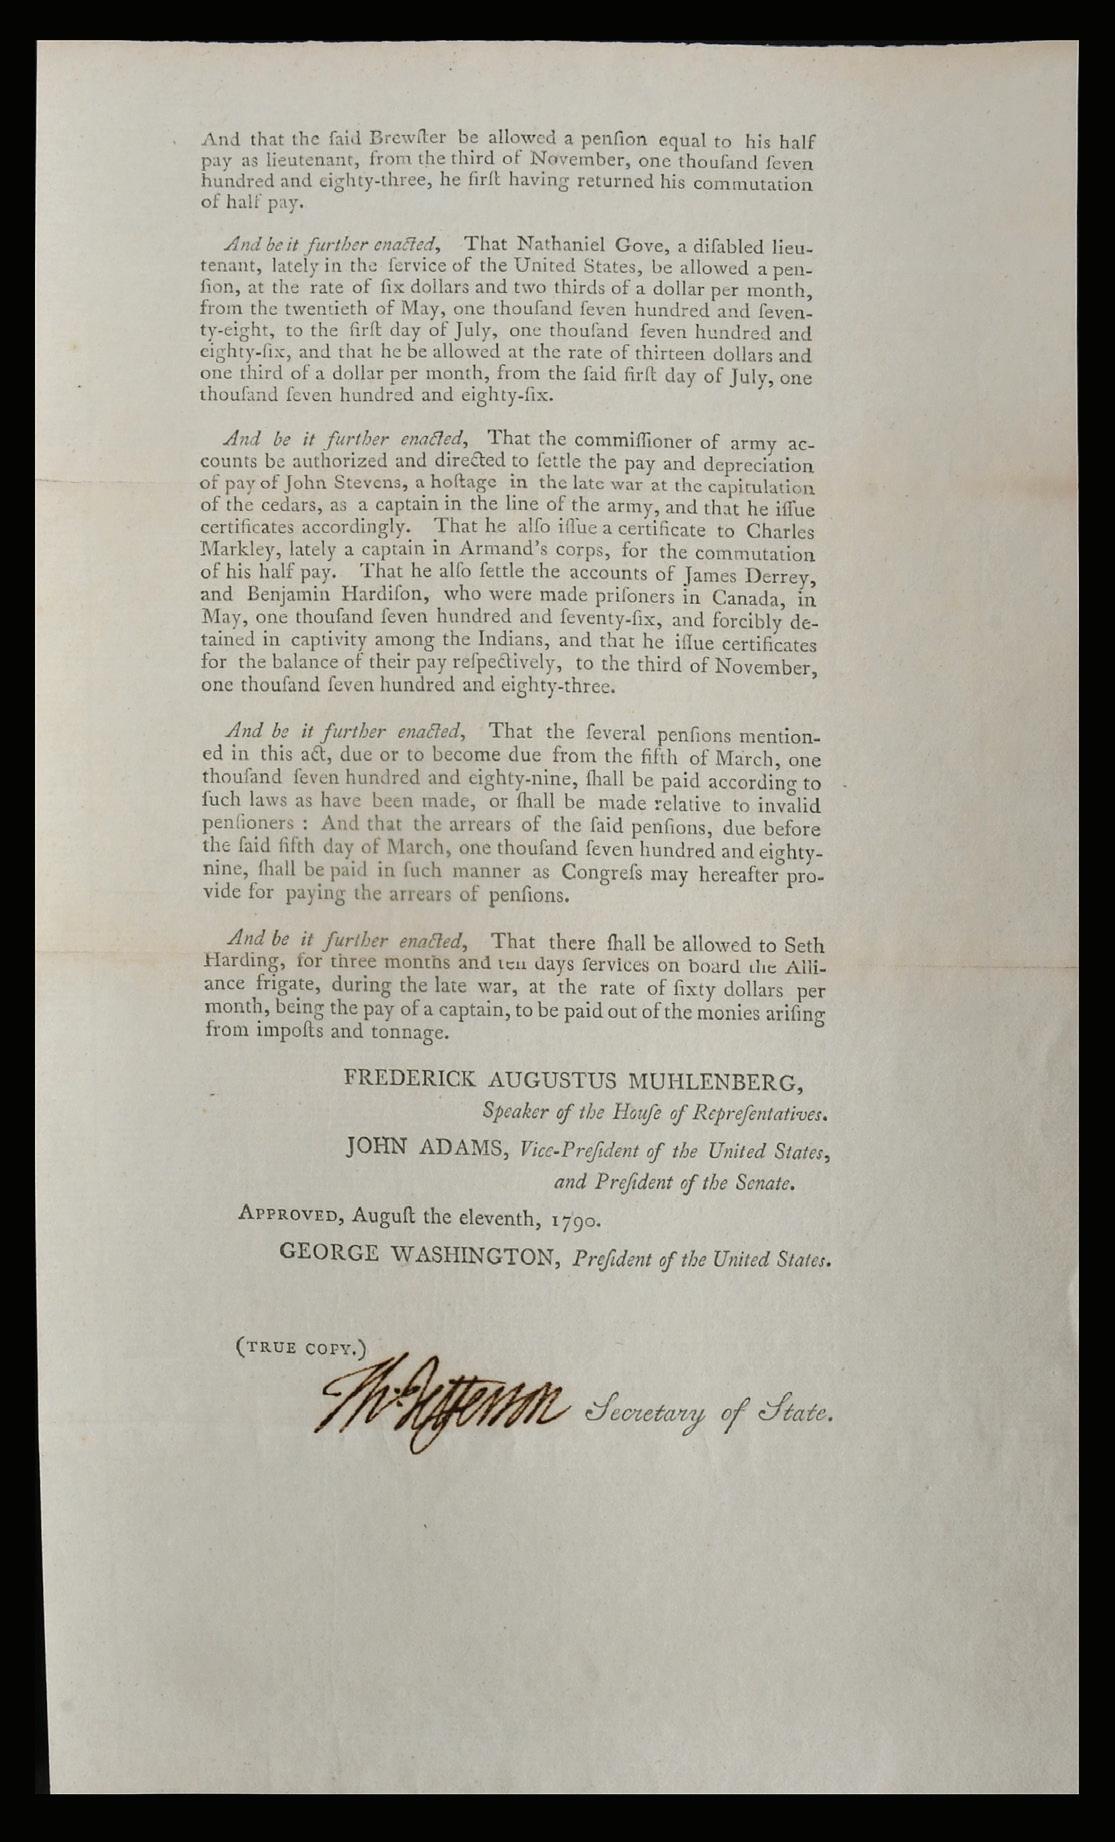 And that the ſaid Brewſter be allowed a penſion equal to his half
pay as lieutenant, from the third of November, one thouſand ſeven
hundred and eighty-three, he firſt having returned his commutation
of half pay.
And be it further enacted, That Nathaniel Gove, a diſabled lieu-
tenant, lately in the ſervice of the United States, be allowed a pen-
ſion, at the rate of ſix dollars and two thirds of a dollar per month,
from the twentieth of May, one thouſand ſeven hundred and ſeven-
ty-eight, to the firſt day of July, one thouſand ſeven hundred and
eighty-ſix, and that he be allowed at the rate of thirteen dollars and
one third of a dollar per month, from the ſaid firſt day of July, one
thouſand ſeven hundred and eighty-ſix.
And be it further enacted, That the commiſſioner of army ac-
counts be authorized and directed to ſettle the pay and depreciation
of pay of John Stevens, a hoſtage in the late war at the capitulation
of the cedars, as a captain in the line of the army, and that he iſſue
certificates accordingly. That he alſo iſſue a certificate to Charles
Markley, lately a captain in Armand's corps, for the commutation
of his half pay. That he alſo ſettle the accounts of James Derrey,
and Benjamin Hardiſon, who were made priſoners in Canada, in
May, one thouſand ſeven hundred and ſeventy-ſix, and forcibly de-
tained in captivity among the Indians, and that he iſſue certificates
for the balance of their pay reſpectively, to the third of November,
one thouſand ſeven hundred and eighty-three.
And be it further enacted, That the ſeveral penſions mention-
ed in this act, due or to become due from the fifth of March, one
thouſand ſeven hundred and eighty-nine, ſhall be paid according to
ſuch laws as have been made, or ſhall be made relative to invalid
penſioners : And that the arrears of the ſaid penſions, due before
the ſaid fifth day of March, one thouſand ſeven hundred and eighty-
nine, ſhall be paid in ſuch manner as Congreſs may hereafter pro-
vide for paying the arrears of penſions.
And be it further enacted, That there ſhall be allowed to Seth
Harding, for three months and ten days ſervices on board the Alli-
ance frigate, during the late war, at the rate of ſixty dollars per
month, being the pay of a captain, to be paid out of the monies ariſing
from impoſts and tonnage.
FREDERICK AUGUSTUS MUHLENBERG,
Speaker of the Houſe of Repreſentatives.
JOHN ADAMS, Vice-Preſident of the United States,
and Preſident of the Senate.
APPROVED, Auguſt the eleventh, 1790.
GEORGE WASHINGTON, Preſident of the United States.
(TRUE COPY.)
Th: Jefferson Secretary of State.